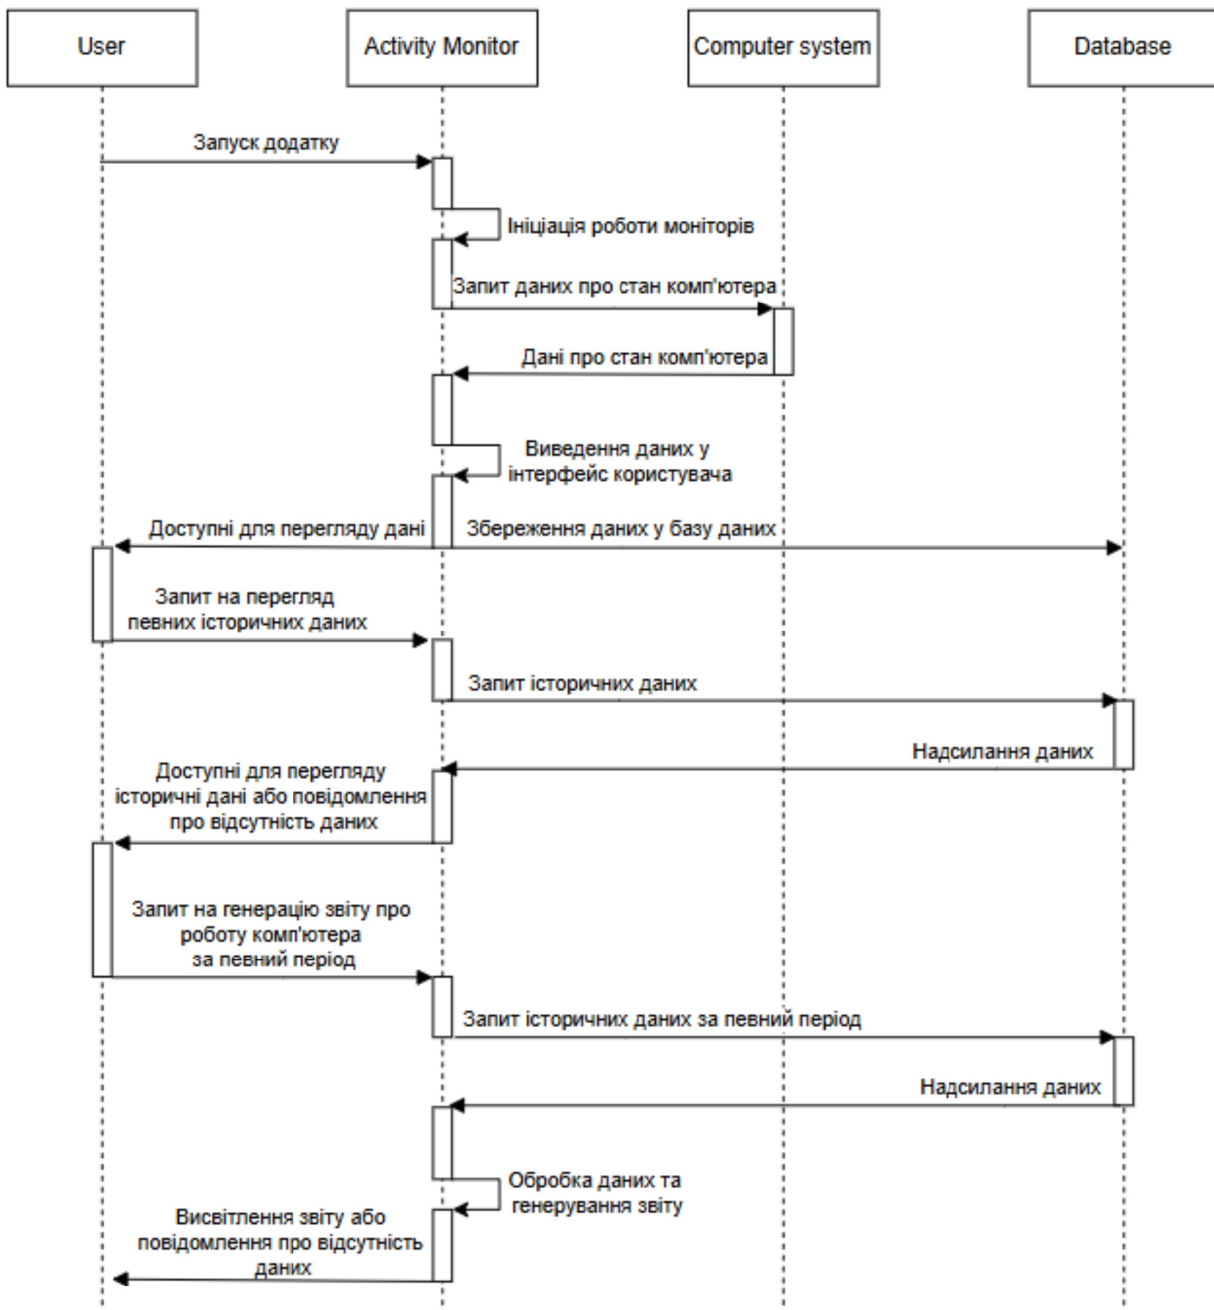 User
Activity Monitor
Computer system
Database
Запуск додатку
Ініціація роботи моніторів
Запит даних про стан комп'ютера
Дані про стан комп'ютера
Виведення даних у
інтерфейс користувача
Доступні для перегляду дані
Збереження даних у базу даних
Запит на перегляд
певних історичних даних
Запит історичних даних
Надсилання даних
Доступні для перегляду
історичні дані або повідомлення
про відсутність даних
Запит на генерацію звіту про
роботу комп'ютера
за певний період
Запит історичних даних за певний період
Надсилання даних
Обробка даних та
генерування звіту
Висвітлення звіту або
повідомлення про відсутність
даних